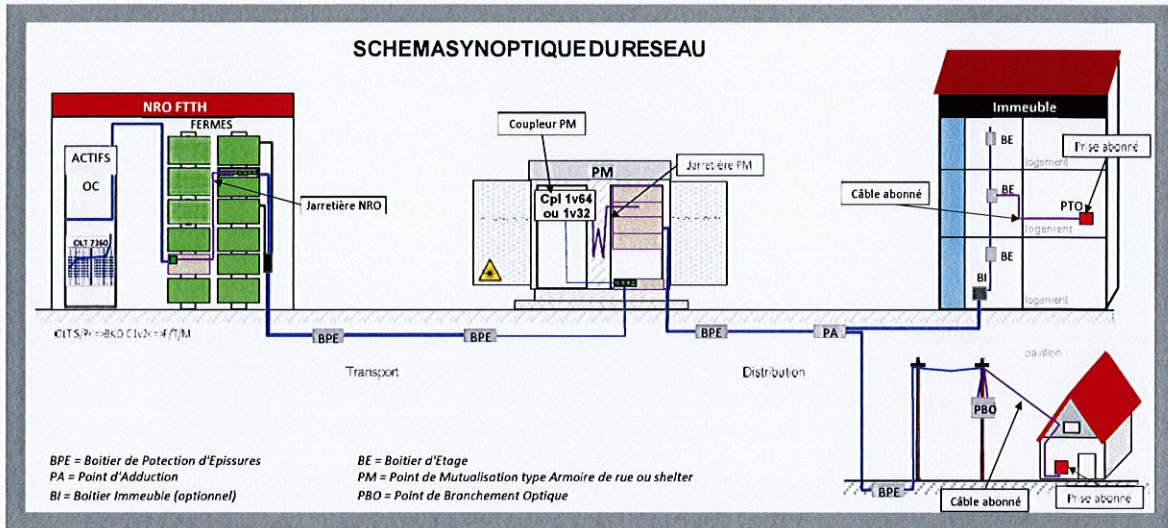 SCHEMASYNOPTIQUEDURESEAU
NRO FTTH
FERMES
ACTIFS
OC
OLT 7360
Jarretière NRO
Coupleur PM
PM
Jarretière PM
Cpl 1v64
ou 1v32
Immeuble
BE
logement
Prise abonné
Câble abonné
BE
PTO
logement
BE
BI
logement
BPE
BPE
BPE
PA
Transport
Distribution
pavillon
PBO
BPE
Câble abonné
Prise abonné
BPE = Boitier de Potection d'Epissures
PA = Point d'Adduction
BI = Boitier Immeuble (optionnel)
BE = Boitier d'Etage
PM = Point de Mutualisation type Armoire de rue ou shelter
PBO = Point de Branchement Optique